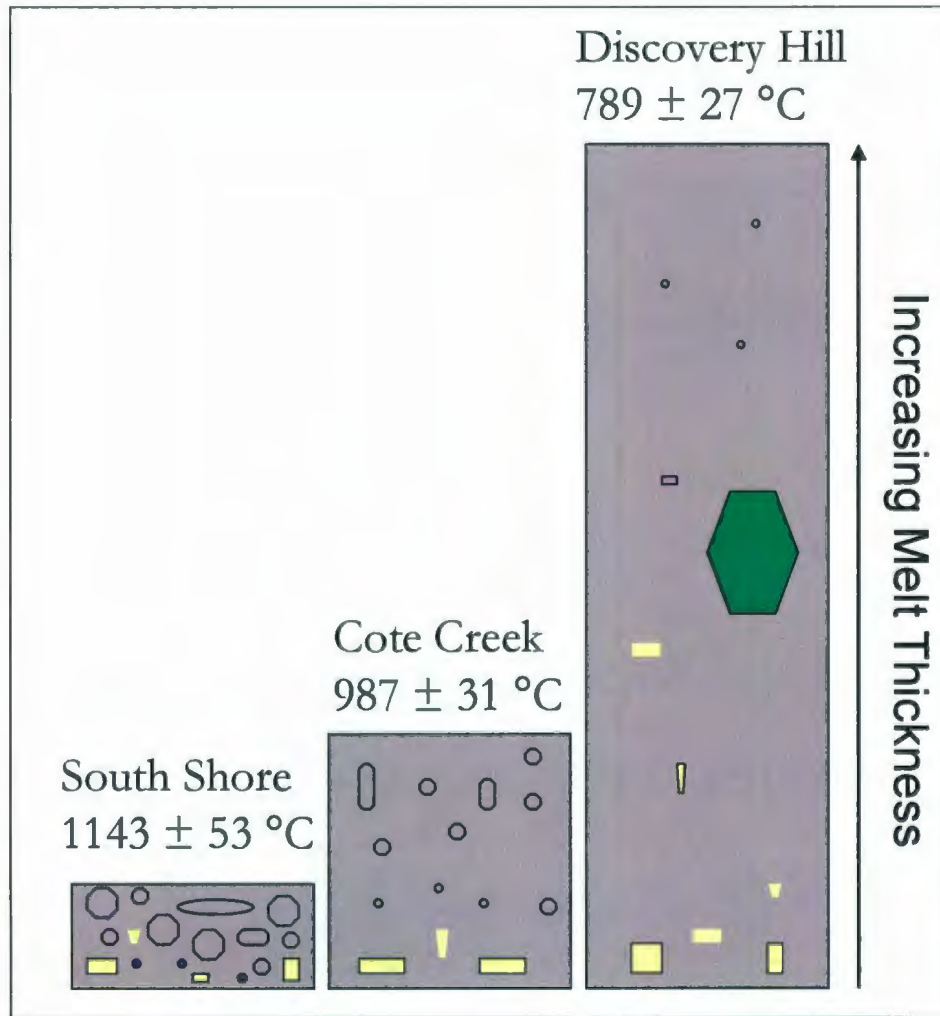 Discovery Hill
789 ± 27 °C
Cote Creek
987 ± 31 °C
South Shore
1143 ± 53 °C
Increasing Melt Thickness